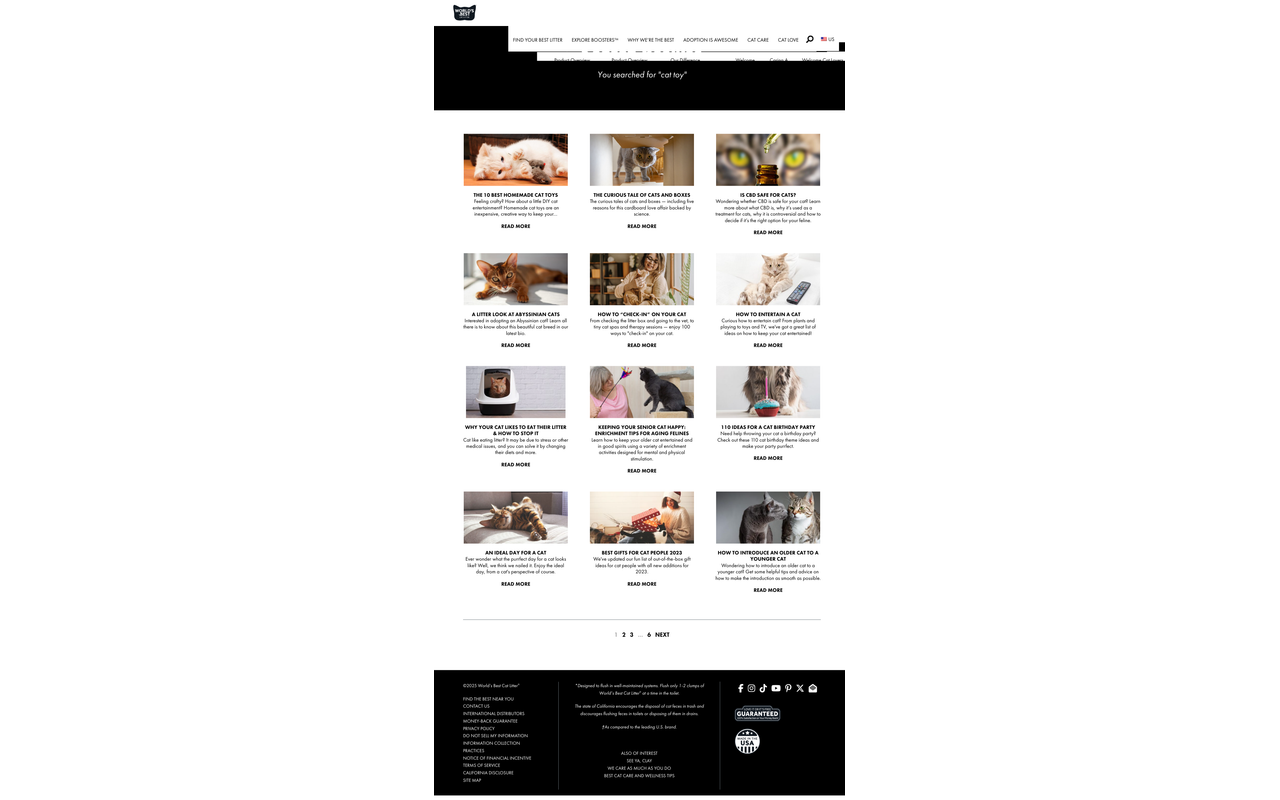 WORLD'S
BEST
FIND YOUR BEST LITTER EXPLORE BOOSTERS™ WHY WE'RE THE BEST ADOPTION IS AWESOME CAT CARE CAT LOVE US
Product Overview Product Overview Our Difference Welcome Caring 4 Welcome Cat Lovers
You searched for "cat toy"
THE 10 BEST HOMEMADE CAT TOYS
Feeling crafty? How about a little DIY cat
entertainment? Homemade cat toys are an
inexpensive, creative way to keep your...
READ MORE
THE CURIOUS TALE OF CATS AND BOXES
The curious tales of cats and boxes — including five
reasons for this cardboard love affair backed by
science.
READ MORE
IS CBD SAFE FOR CATS?
Wondering whether CBD is safe for your cat? Learn
more about what CBD is, why it's used as a
treatment for cats, why it is controversial and how to
decide if it's the right option for your feline.
READ MORE
A LITTER LOOK AT ABYSSINIAN CATS
Interested in adopting an Abyssinian cat? Learn all
there is to know about this beautiful cat breed in our
latest bio.
READ MORE
HOW TO "CHECK-IN" ON YOUR CAT
From checking the litter box and going to the vet, to
tiny cat spas and therapy sessions — enjoy 100
ways to "check-in" on your cat.
READ MORE
HOW TO ENTERTAIN A CAT
Curious how to entertain cat? From plants and
playing to toys and TV, we've got a great list of
ideas on how to keep your cat entertained!
READ MORE
WHY YOUR CAT LIKES TO EAT THEIR LITTER
& HOW TO STOP IT
Cat like eating litter? It may be due to stress or other
medical issues, and you can solve it by changing
their diets and more.
READ MORE
KEEPING YOUR SENIOR CAT HAPPY:
ENRICHMENT TIPS FOR AGING FELINES
Learn how to keep your older cat entertained and
in good spirits using a variety of enrichment
activities designed for mental and physical
stimulation.
READ MORE
110 IDEAS FOR A CAT BIRTHDAY PARTY
Need help throwing your cat a birthday party?
Check out these 110 cat birthday theme ideas and
make your party purrfect.
READ MORE
AN IDEAL DAY FOR A CAT
Ever wonder what the purrfect day for a cat looks
like? Well, we think we nailed it. Enjoy the ideal
day, from a cat's perspective of course.
READ MORE
BEST GIFTS FOR CAT PEOPLE 2023
We've updated our fun list of out-of-the-box gift
ideas for cat people with all new additions for
2023.
READ MORE
HOW TO INTRODUCE AN OLDER CAT TO A
YOUNGER CAT
Wondering how to introduce an older cat to a
younger cat? Get some helpful tips and advice on
how to make the introduction as smooth as possible.
READ MORE
1 2 3 ... 6 NEXT
©2025 World's Best Cat Litter®
FIND THE BEST NEAR YOU
CONTACT US
INTERNATIONAL DISTRIBUTORS
MONEY-BACK GUARANTEE
PRIVACY POLICY
DO NOT SELL MY INFORMATION
INFORMATION COLLECTION
PRACTICES
NOTICE OF FINANCIAL INCENTIVE
TERMS OF SERVICE
CALIFORNIA DISCLOSURE
SITE MAP
*Designed to flush in well-maintained systems. Flush only 1-2 clumps of
World's Best Cat Litter® at a time in the toilet.
The state of California encourages the disposal of cat feces in trash and
discourages flushing feces in toilets or disposing of them in drains.
‡As compared to the leading U.S. brand.
ALSO OF INTEREST
SEE YA, CLAY
WE CARE AS MUCH AS YOU DO
BEST CAT CARE AND WELLNESS TIPS
GUARANTEED
MADE IN THE
USA